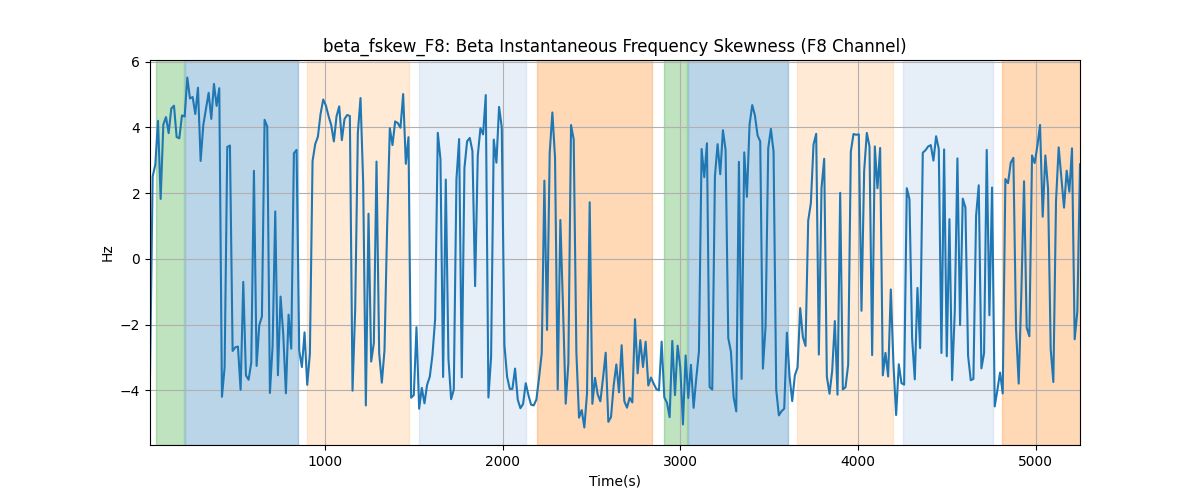 beta_fskew_F8: Beta Instantaneous Frequency Skewness (F8 Channel)
6
4
2
0
−2
−4
Hz
1000 2000 3000 4000 5000
Time(s)